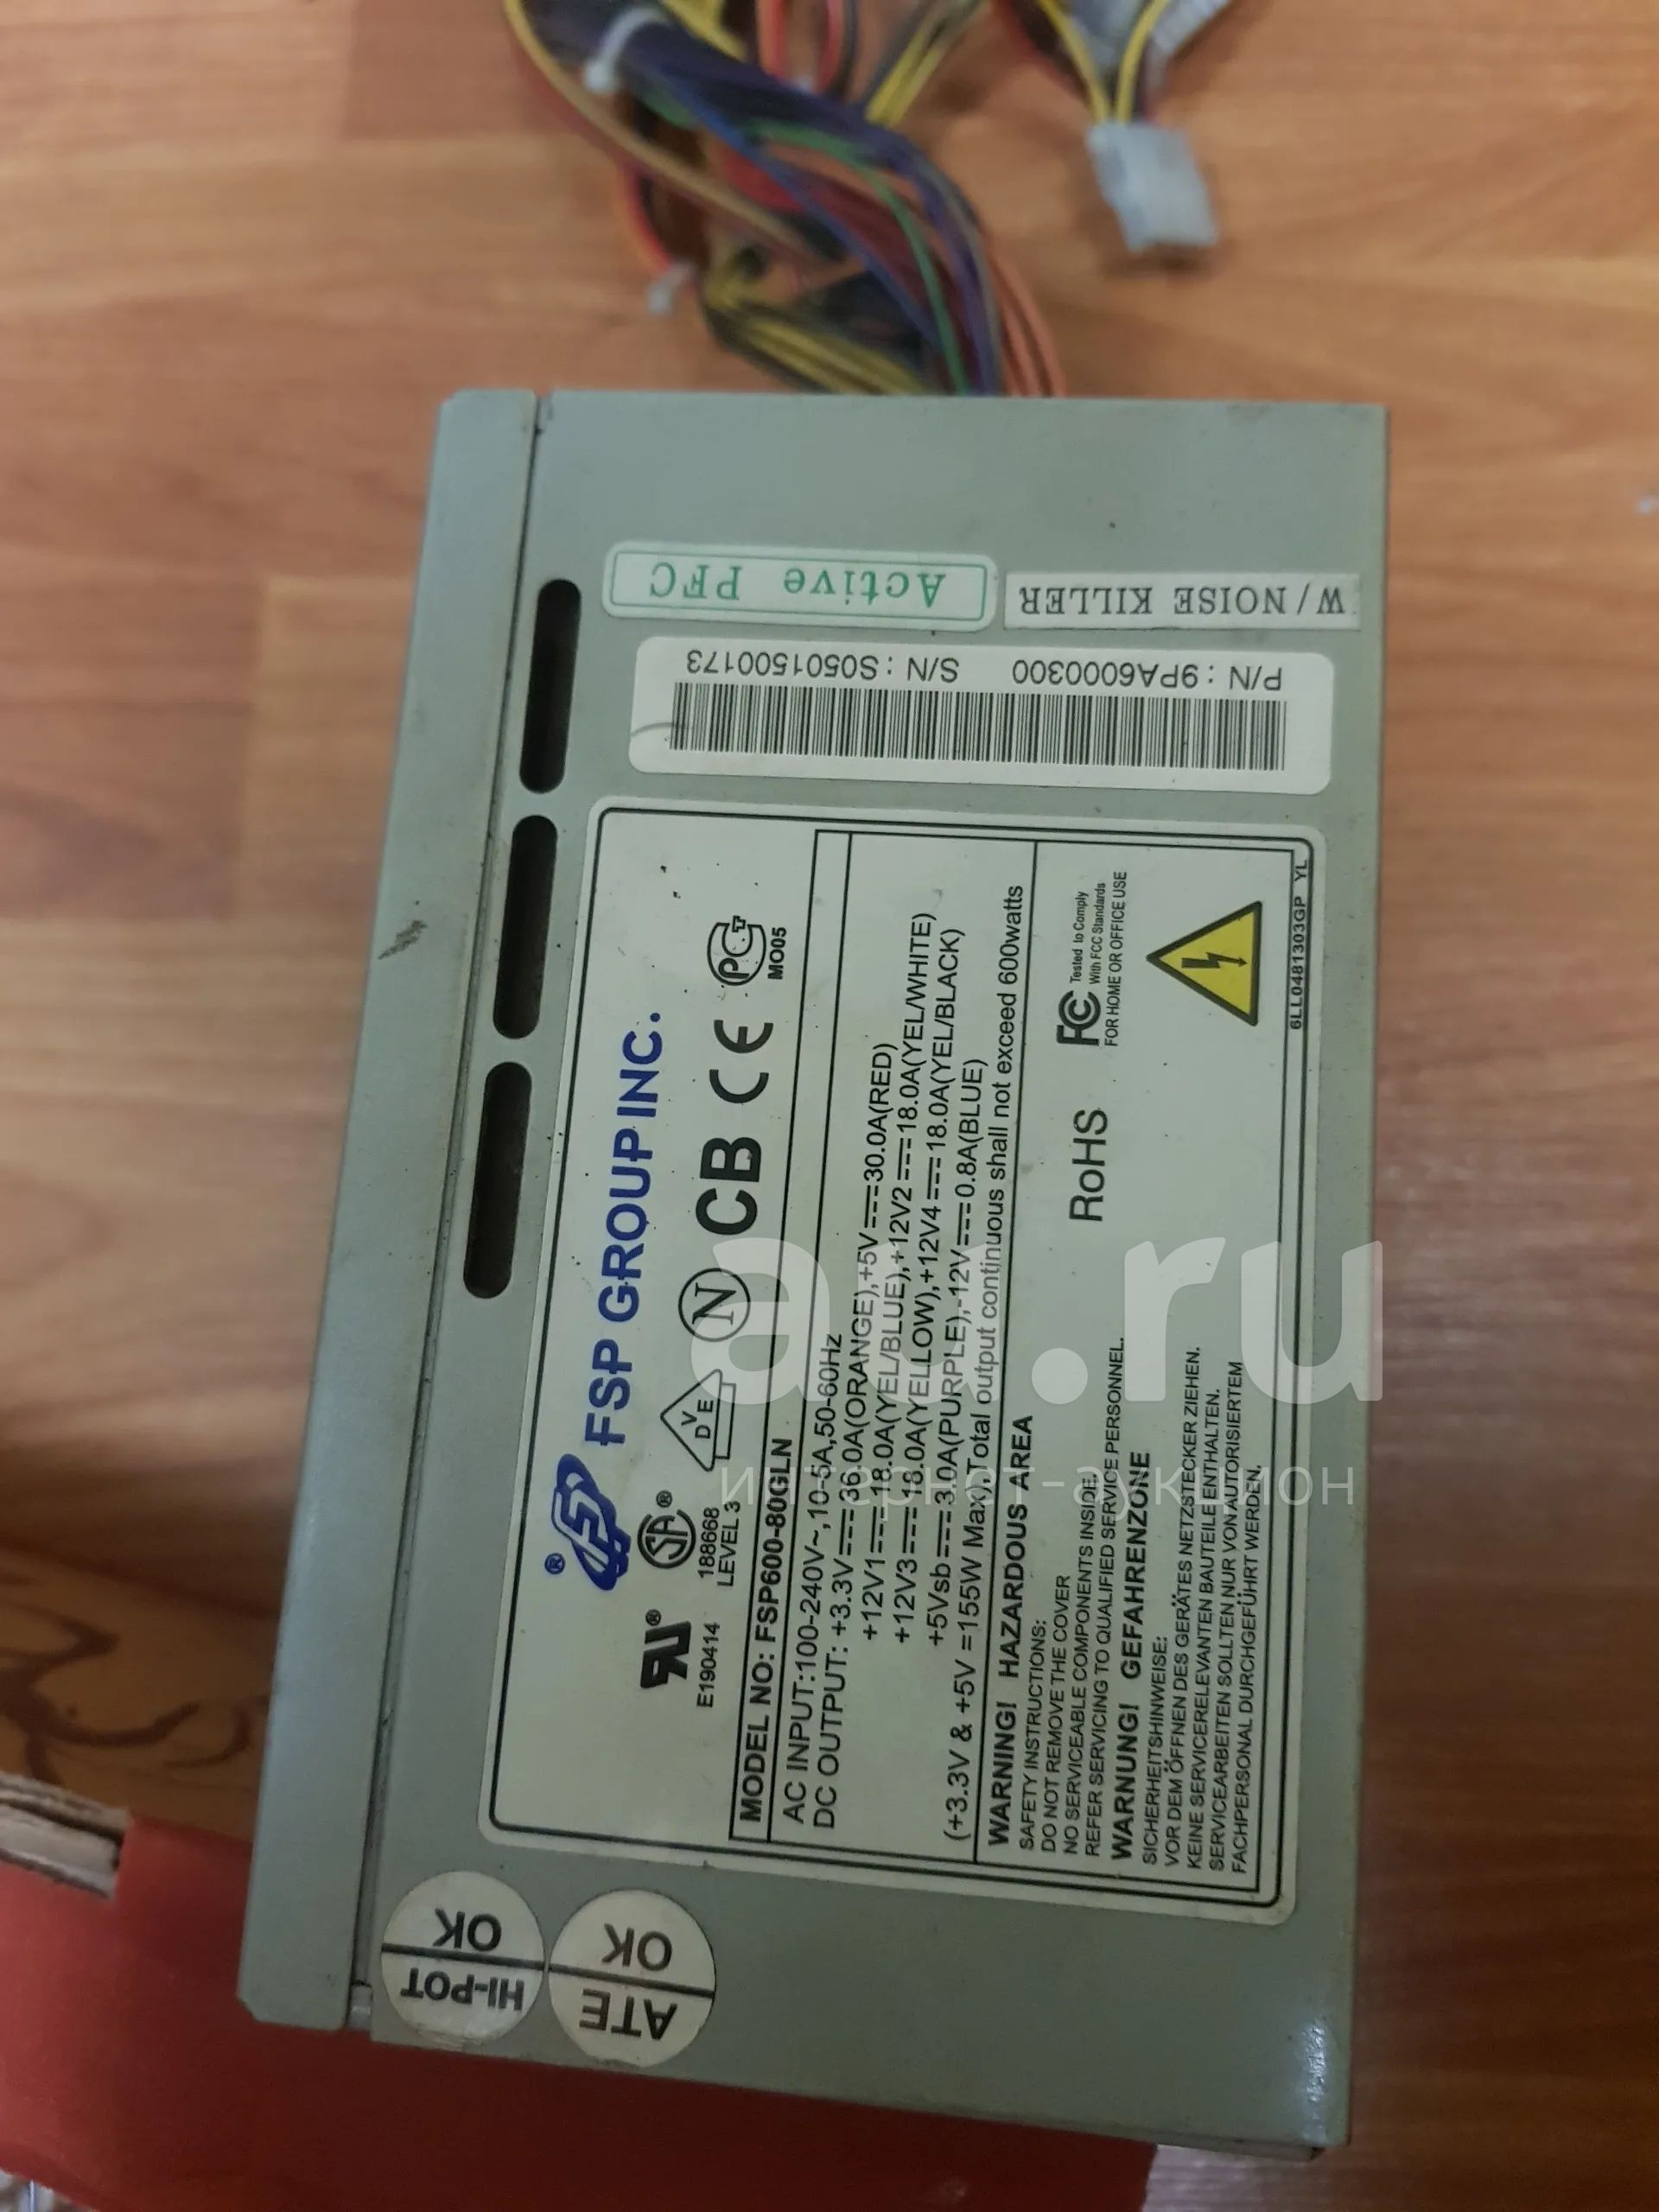 Active PFC
W/NOISE KILLER
P/N : 9PA6000300 S/N : S0501500173
® FSP GROUP INC.
E190414
188668
LEVEL 3
D V E
N
CB CE
PCT
MO05
MODEL NO: FSP600-80GLN
AC INPUT:100-240V~,10-5A,50-60Hz
DC OUTPUT: +3.3V⎓36.0A(ORANGE),+5V⎓30.0A(RED)
+12V1⎓18.0A(YEL/BLUE),+12V2⎓18.0A(YEL/WHITE)
+12V3⎓18.0A(YELLOW),+12V4⎓18.0A(YEL/BLACK)
+5Vsb⎓3.0A(PURPLE),-12V⎓0.8A(BLUE)
(+3.3V & +5V =155W Max),Total output continuous shall not exceed 600watts
WARNING! HAZARDOUS AREA
SAFETY INSTRUCTIONS:
DO NOT REMOVE THE COVER
NO SERVICEABLE COMPONENTS INSIDE.
REFER SERVICING TO QUALIFIED SERVICE PERSONNEL.
WARNUNG! GEFAHRENZONE
SICHERHEITSHINWEISE:
VOR DEM ÖFFNEN DES GERÄTES NETZSTECKER ZIEHEN.
KEINE SERVICERELEVANTEN BAUTEILE ENTHALTEN.
SERVICEARBEITEN SOLLTEN NUR VON AUTORISIERTEM
FACHPERSONAL DURCHGEFÜHRT WERDEN.
RoHS
FC Tested to Comply
With FCC Standards
FOR HOME OR OFFICE USE
6LL0481303GP YL
HI-POT
OK
ATE
OK
au.ru
интернет-аукцион